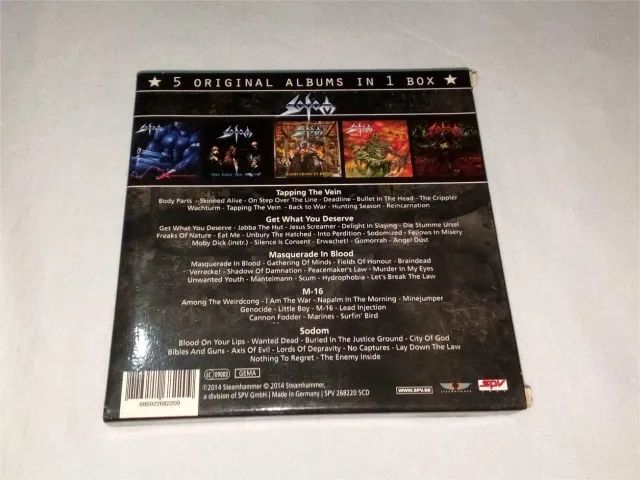 ★ 5 ORIGINAL ALBUMS IN 1 BOX ★
SODOM
Tapping The Vein
Body Parts - Skinned Alive - On Step Over The Line - Deadline - Bullet In The Head - The Crippler
Wachturm - Tapping The Vein - Back to War - Hunting Season - Reincarnation
Get What You Deserve
Get What You Deserve - Jabba The Hut - Jesus Screamer - Delight in Slaying - Die Stumme Ursel
Freaks Of Nature - Eat Me - Unbury The Hatched - Into Perdition - Sodomized - Fellows In Misery
Moby Dick (instr.) - Silence Is Consent - Erwachet! - Gomorrah - Angel Dust
Masquerade In Blood
Masquerade In Blood - Gathering Of Minds - Fields Of Honour - Braindead
Verrecke! - Shadow Of Damnation - Peacemaker's Law - Murder In My Eyes
Unwanted Youth - Mantelmann - Scum - Hydrophobia - Let's Break The Law
M-16
Among The Weirdcong - I Am The War - Napalm In The Morning - Minejumper
Genocide - Little Boy - M-16 - Lead Injection
Cannon Fodder - Marines - Surfin' Bird
Sodom
Blood On Your Lips - Wanted Dead - Buried In The Justice Ground - City Of God
Bibles And Guns - Axis Of Evil - Lords Of Depravity - No Captures - Lay Down The Law
Nothing To Regret - The Enemy Inside
LC 09002 GEMA
℗ 2014 Steamhammer © 2014 Steamhammer,
a division of SPV GmbH | Made in Germany | SPV 268220 5CD
WWW.SPV.DE
STEAMHAMMER
SPV
886922682209